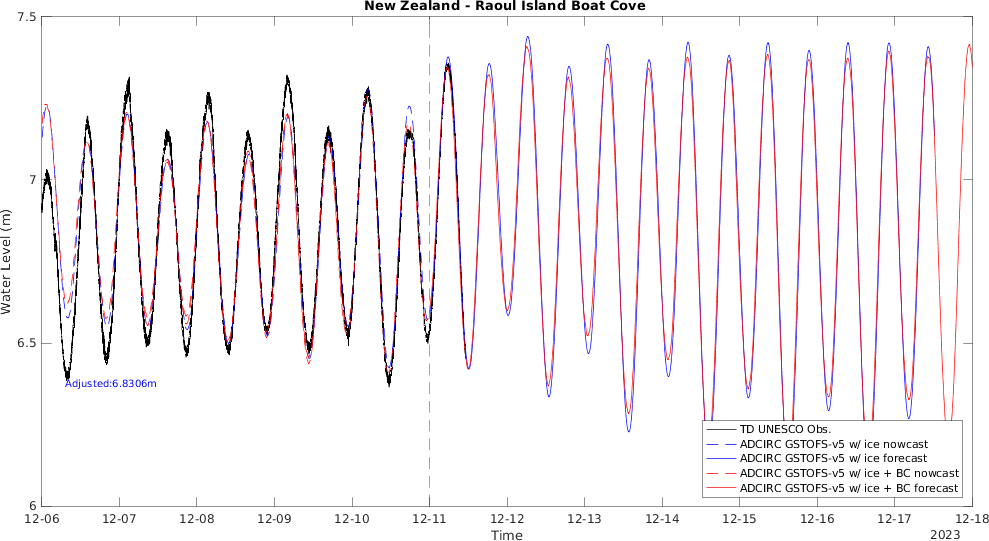 New Zealand - Raoul Island Boat Cove
7.5
7
6.5
6
Water Level (m)
Adjusted:6.8306m
TD UNESCO Obs.
ADCIRC GSTOFS-v5 w/ ice nowcast
ADCIRC GSTOFS-v5 w/ ice forecast
ADCIRC GSTOFS-v5 w/ ice + BC nowcast
ADCIRC GSTOFS-v5 w/ ice + BC forecast
12-06 12-07 12-08 12-09 12-10 12-11 12-12 12-13 12-14 12-15 12-16 12-17 12-18
Time
2023